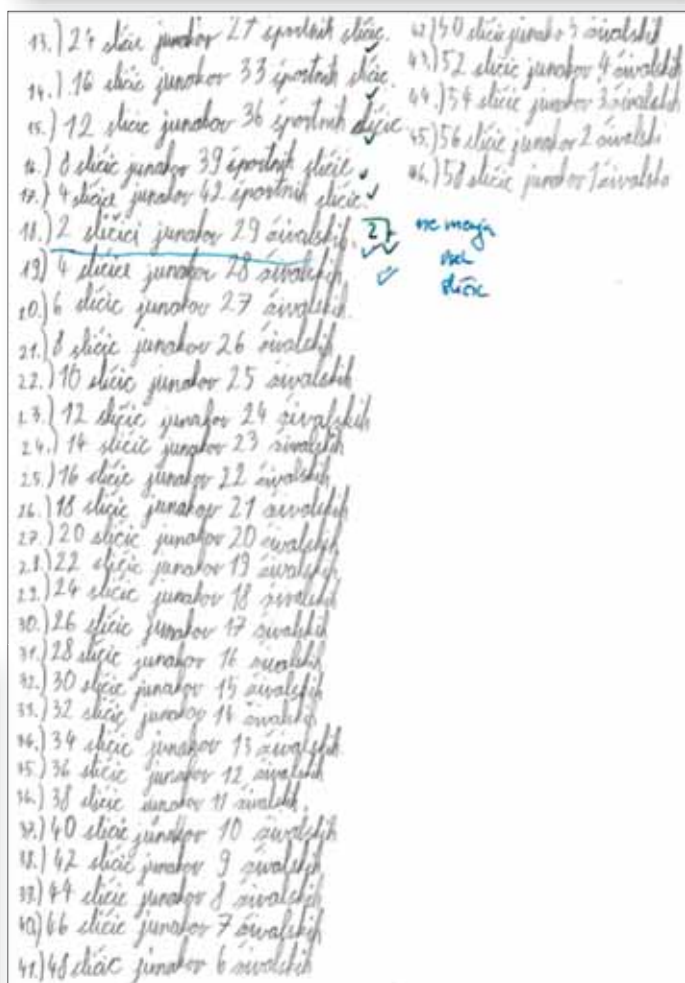 13.) 24 sličic junakov 27 športnih sličic.
14.) 16 sličic junakov 33 športnih sličic.
15.) 12 sličic junakov 36 športnih sličic
16.) 8 sličic junakov 39 športnih sličic
17.) 4 sličice junakov 42 športnih sličic
18.) 2 sličici junakov 29 živalskih. 2
19.) 4 sličice junakov 28 živalskih
20.) 6 sličic junakov 27 živalskih.
21.) 8 sličic junakov 26 živalskih
22.) 10 sličic junakov 25 živalskih
23.) 12 sličic junakov 24 živalskih
24.) 14 sličic junakov 23 živalskih
25.) 16 sličic junakov 22 živalskih
26.) 18 sličic junakov 21 živalskih
27.) 20 sličic junakov 20 živalskih
28.) 22 sličic junakov 19 živalskih
29.) 24 sličic junakov 18 živalskih
30.) 26 sličic junakov 17 živalskih
31.) 28 sličic junakov 16 živalskih
32.) 30 sličic junakov 15 živalskih
33.) 32 sličic junakov 14 živalskih
34.) 34 sličic junakov 13 živalskih
35.) 36 sličic junakov 12 živalskih
36.) 38 sličic junakov 11 živalskih
37.) 40 sličic junakov 10 živalskih
38.) 42 sličic junakov 9 živalskih
39.) 44 sličic junakov 8 živalskih
40.) 46 sličic junakov 7 živalskih
41.) 48 sličic junakov 6 živalskih
42.) 50 sličic junakov 5 živalskih
43.) 52 sličic junakov 4 živalskih
44.) 54 sličic junakov 3 živalskih
45.) 56 sličic junakov 2 živalski
46.) 58 sličic junakov 1 živalsko
ne menja
vseh
sličic